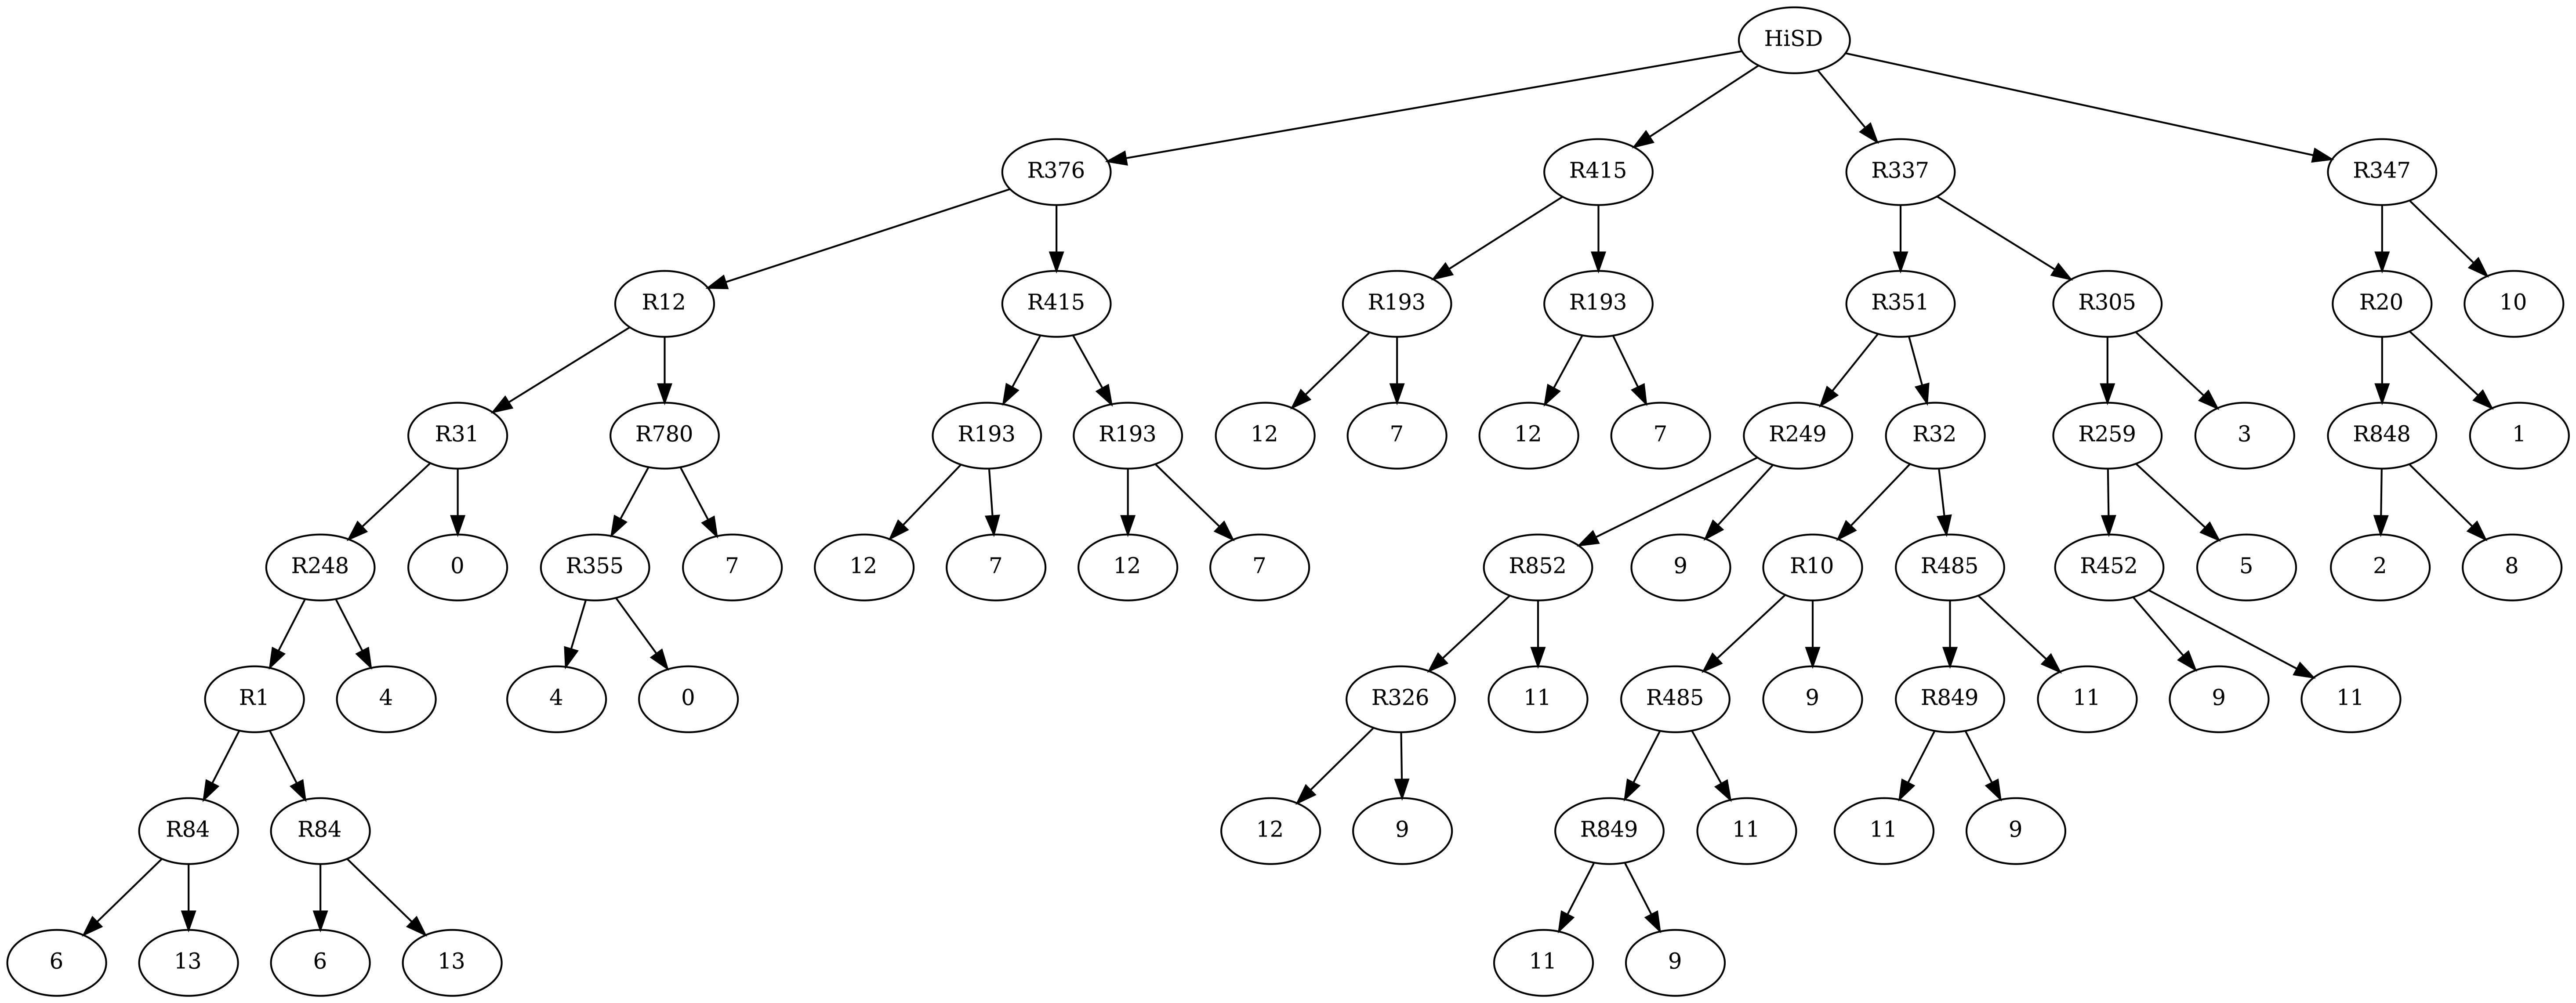 HiSD
R376 R415 R337 R347
R12 R415 R193 R193 R351 R305 R20 10
R31 R780 R193 R193 12 7 12 7 R249 R32 R259 3 R848 1
R248 0 R355 7 12 7 12 7 R852 9 R10 R485 R452 5 2 8
R1 4 4 0 R326 11 R485 9 R849 11 9 11
R84 R84 12 9 R849 11 11 9
6 13 6 13 11 9